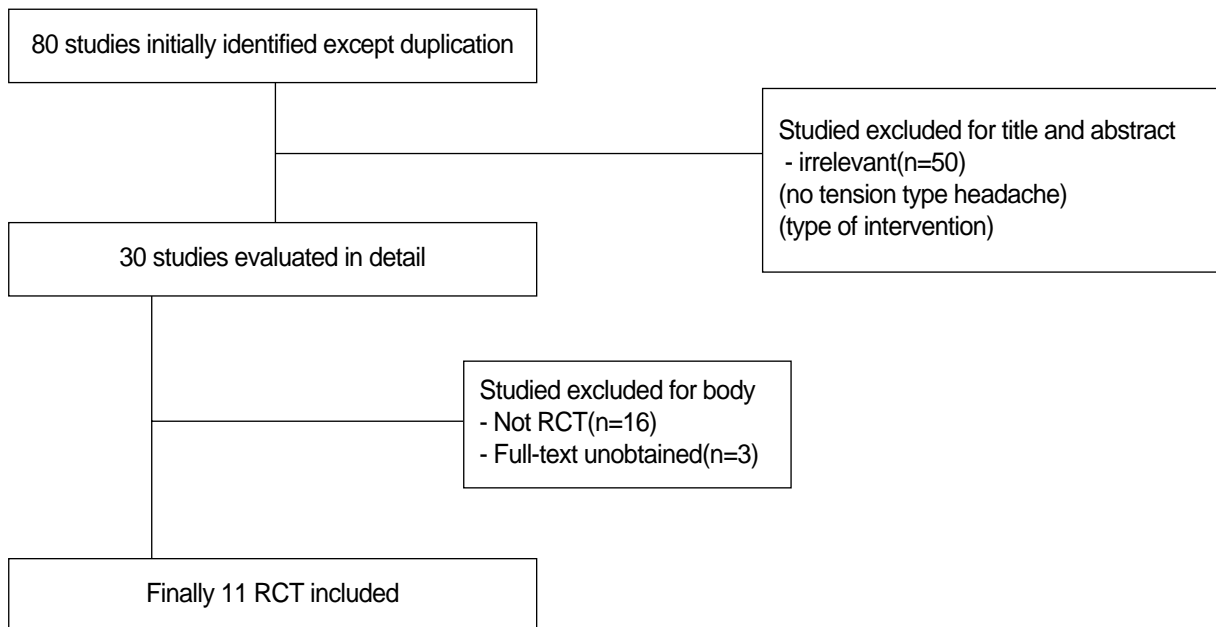 80 studies initially identified except duplication
Studied excluded for title and abstract
- irrelevant(n=50)
(no tension type headache)
(type of intervention)
30 studies evaluated in detail
Studied excluded for body
- Not RCT(n=16)
- Full-text unobtained(n=3)
Finally 11 RCT included